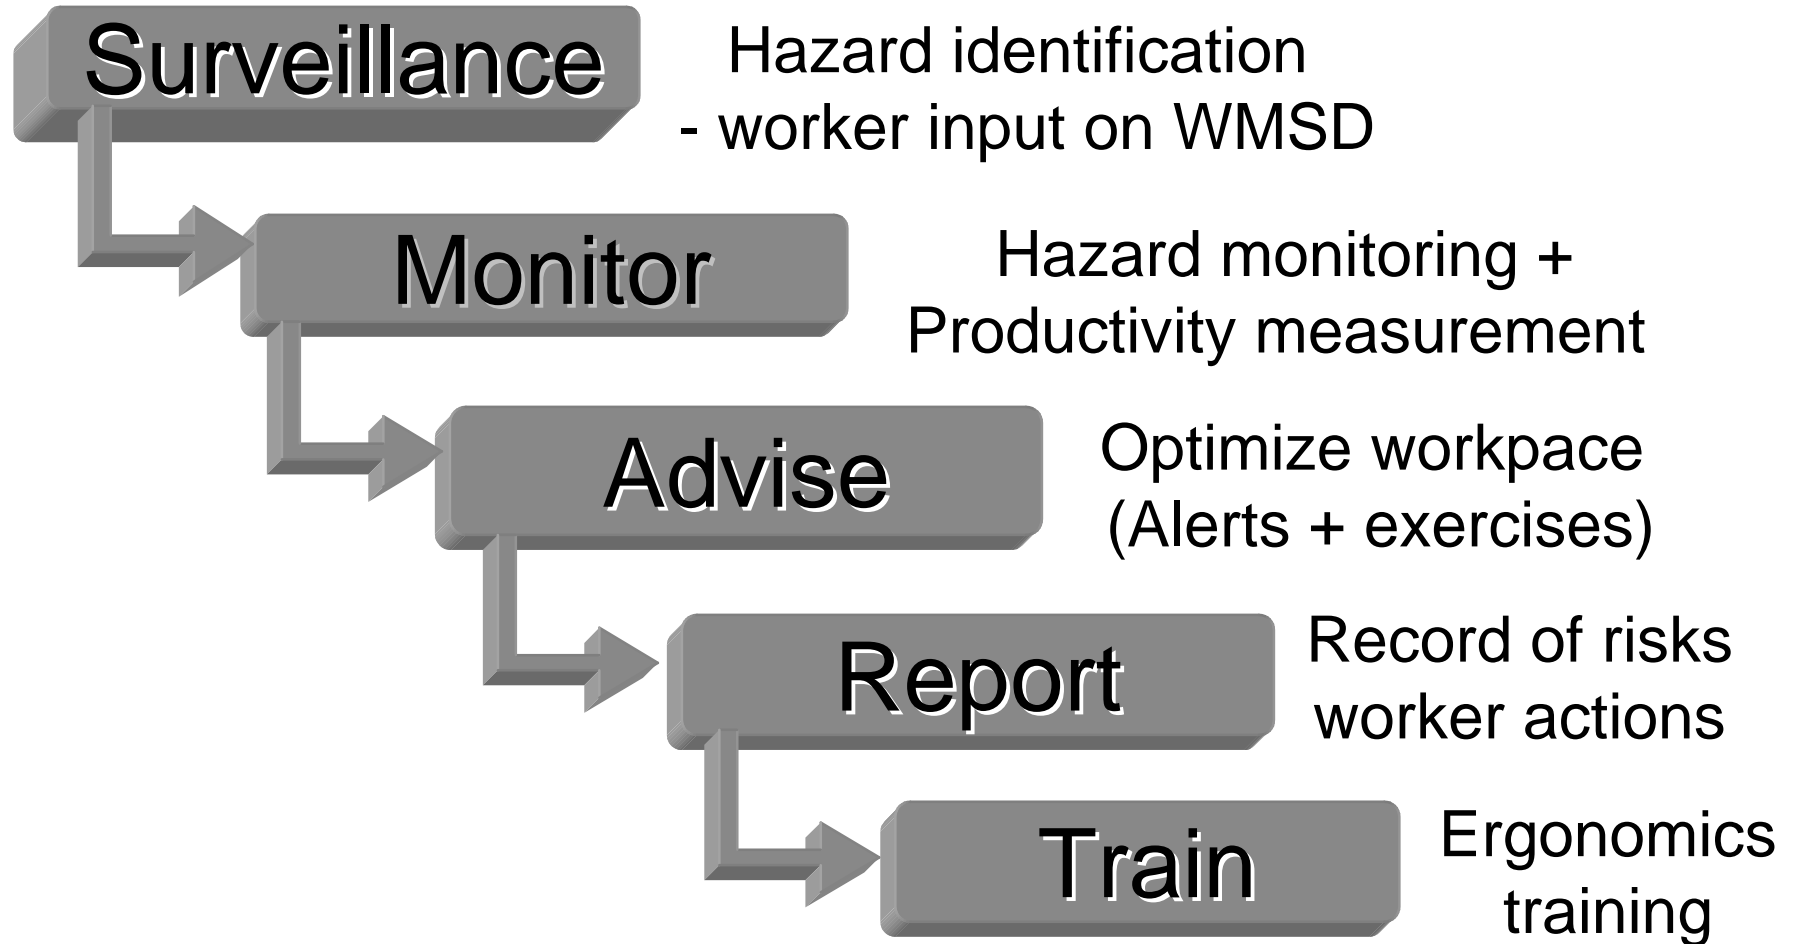 Surveillance
Hazard identification
- worker input on WMSD
Monitor
Hazard monitoring +
Productivity measurement
Advise
Optimize workpace
(Alerts + exercises)
Report
Record of risks
worker actions
Train
Ergonomics
training